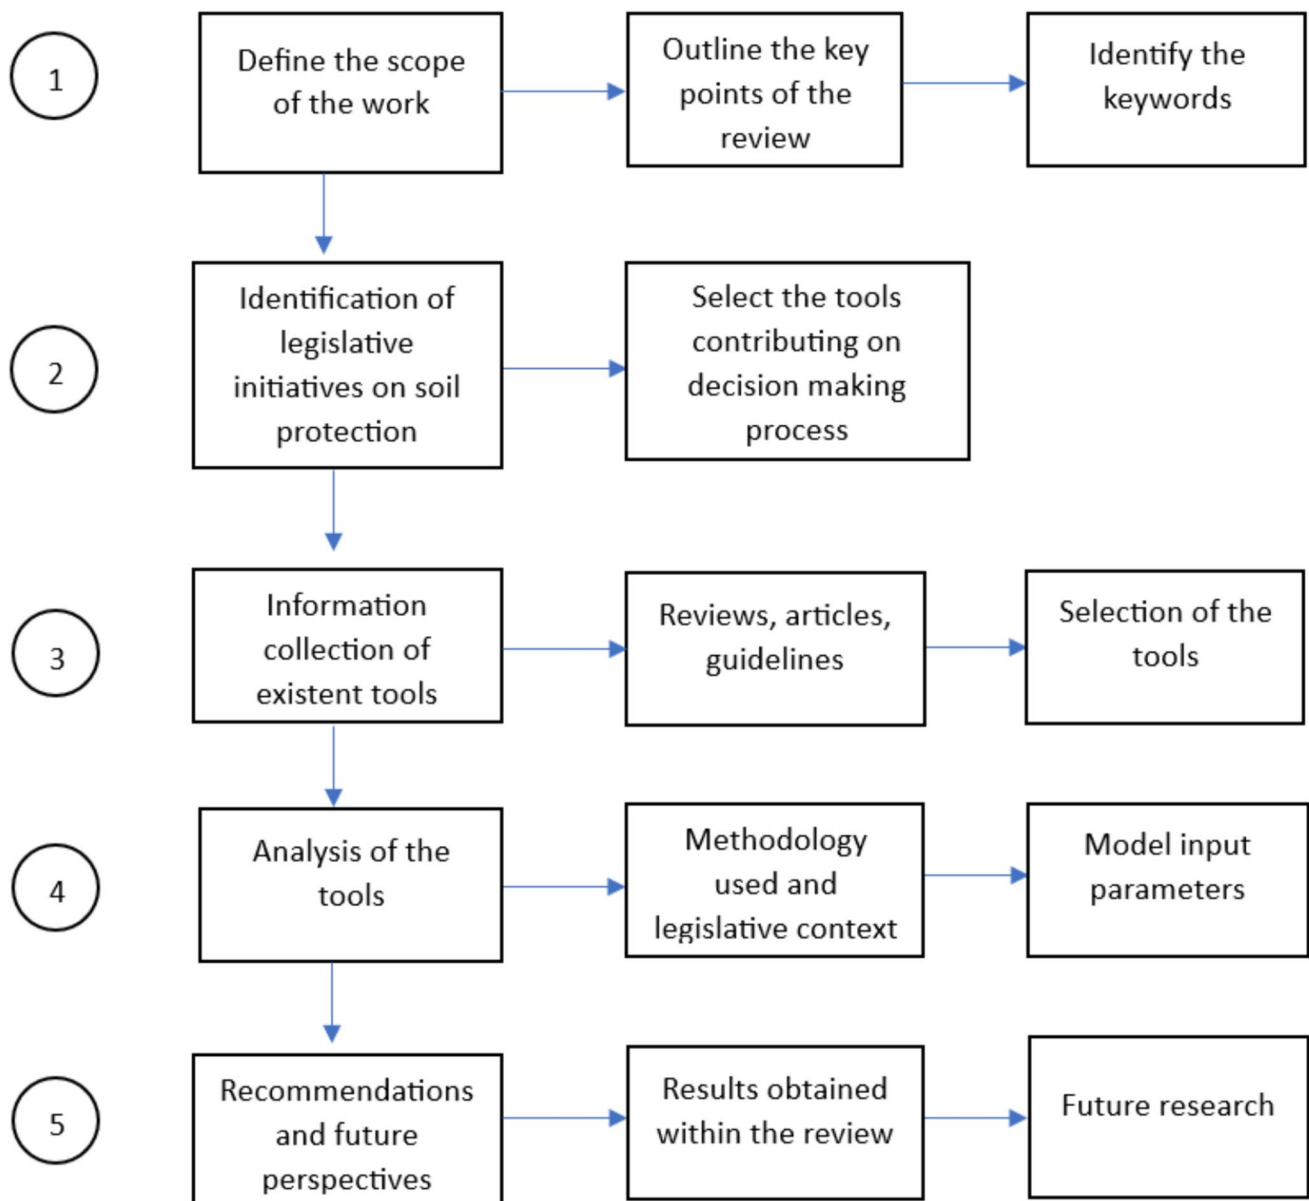 1
Define the scope
of the work
Outline the key
points of the
review
Identify the
keywords
2
Identification of
legislative
initiatives on soil
protection
Select the tools
contributing on
decision making
process
3
Information
collection of
existent tools
Reviews, articles,
guidelines
Selection of the
tools
4
Analysis of the
tools
Methodology
used and
legislative context
Model input
parameters
5
Recommendations
and future
perspectives
Results obtained
within the review
Future research